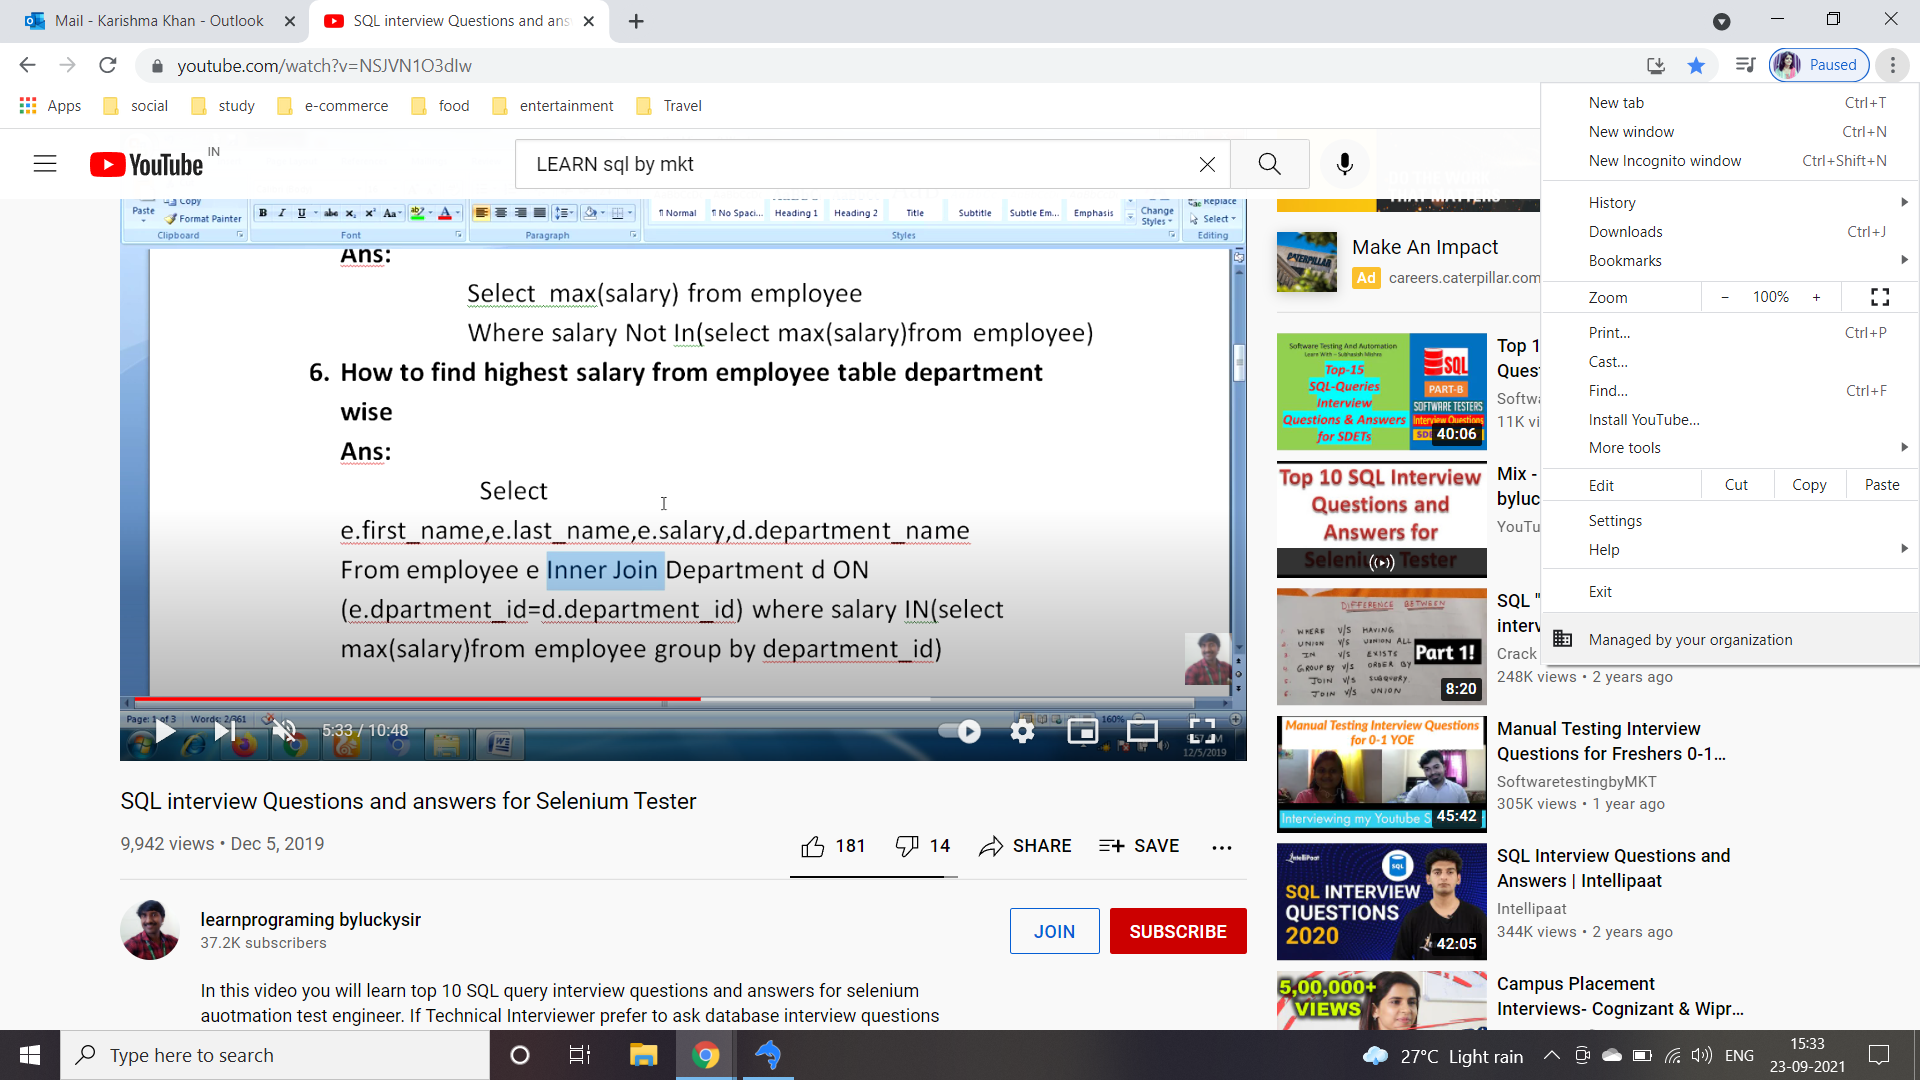 Mail - Karishma Khan - Outlook
SQL interview Questions and ans
youtube.com/watch?v=NSJVN1O3dIw
Paused
Apps
social
study
e-commerce
food
entertainment
Travel
YouTube IN
LEARN sql by mkt
New tab Ctrl+T
New window Ctrl+N
New Incognito window Ctrl+Shift+N
History
Downloads Ctrl+J
Bookmarks
Zoom - 100% +
Print... Ctrl+P
Cast...
Find... Ctrl+F
Install YouTube...
More tools
Edit Cut Copy Paste
Settings
Help
Exit
Managed by your organization
Paste
Copy
Format Painter
Clipboard
B I U abe x₂ x² Aa
Font
Paragraph
¶ Normal
¶ No Spaci...
Heading 1
Heading 2
Title
Subtitle
Subtle Em...
Emphasis
Styles
Change
Styles
Replace
Select
Editing
Ans:
Select max(salary) from employee
Where salary Not In(select max(salary)from employee)
6. How to find highest salary from employee table department
wise
Ans:
Select
e.first_name,e.last_name,e.salary,d.department_name
From employee e Inner Join Department d ON
(e.dpartment_id=d.department_id) where salary IN(select
max(salary)from employee group by department_id)
Page: 1 of 3
Words: 2/361
160%
5:33 / 10:48
12/5/2019
SQL interview Questions and answers for Selenium Tester
9,942 views • Dec 5, 2019
181
14
SHARE
SAVE
learnprograming byluckysir
37.2K subscribers
JOIN
SUBSCRIBE
In this video you will learn top 10 SQL query interview questions and answers for selenium
auotmation test engineer. If Technical Interviewer prefer to ask database interview questions
Make An Impact
Ad careers.caterpillar.com
CATERPILLAR
Software Testing And Automation
Learn With - Subhasish Mishra
Top-15
SQL-Queries
Interview
Questions & Answers
for SDETs
SQL
PART-B
SOFTWARE TESTERS
Interview Questions
40:06
Top 1
Ques
Softwa
11K vi
Top 10 SQL Interview
Questions and
Answers for
Selenium Tester
Mix -
byluc
YouTu
DIFFERENCE BETWEEN
WHERE V/S HAVING
UNION V/S UNION ALL
IN V/S EXISTS
GROUP BY V/S ORDER BY
JOIN V/S SUBQUERY
JOIN V/S UNION
Part 1!
8:20
SQL "
interv
Crack
248K views • 2 years ago
Manual Testing Interview Questions
for 0-1 YOE
Interviewing my Youtube S
45:42
Manual Testing Interview
Questions for Freshers 0-1...
SoftwaretestingbyMKT
305K views • 1 year ago
IntelliPaat
SQL
SQL INTERVIEW
QUESTIONS
2020
42:05
SQL Interview Questions and
Answers | Intellipaat
Intellipaat
344K views • 2 years ago
5,00,000+
VIEWS
Campus Placement
Interviews- Cognizant & Wipr...
Type here to search
27°C Light rain
ENG
15:33
23-09-2021